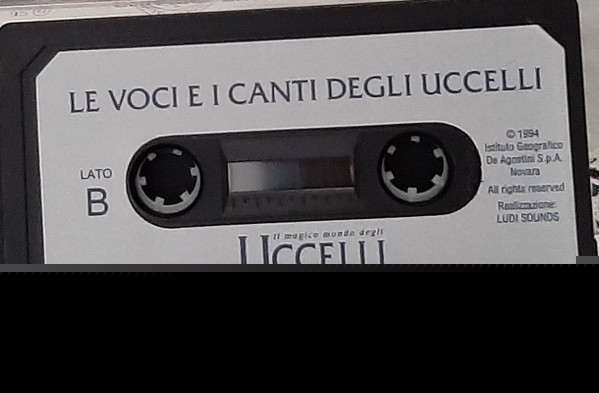 LE VOCI E I CANTI DEGLI UCCELLI
LATO
B
© 1994
Istituto Geografico
De Agostini S.p.A.
Novara
All rights reserved
Realizzazione:
LUDI SOUNDS
Il magico mondo degli
UCCELLI